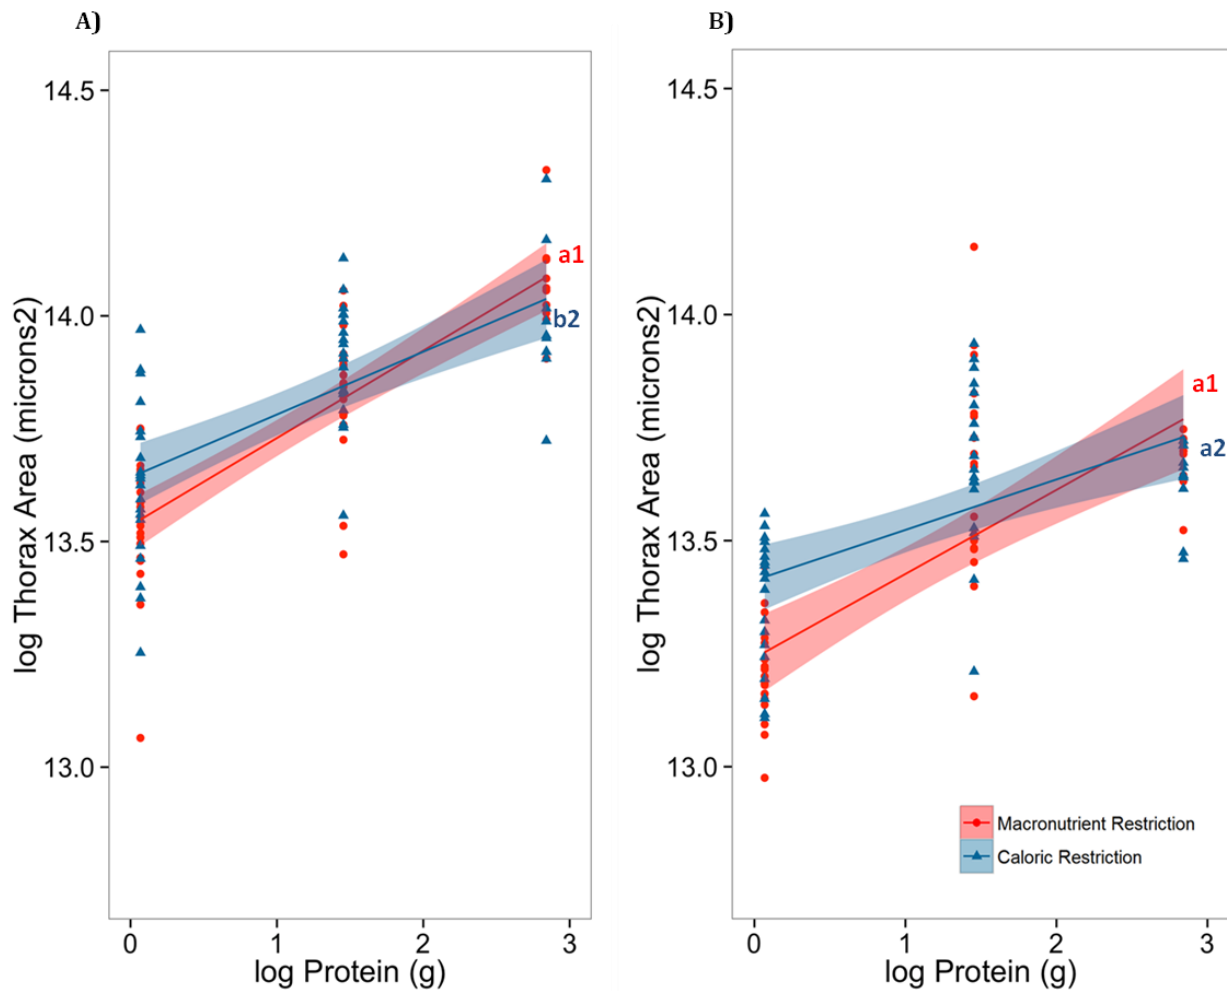 A)
14.5
14.0
13.5
13.0
log Thorax Area (microns2)
a1
b2
0 1 2 3
log Protein (g)
B)
14.5
14.0
13.5
13.0
log Thorax Area (microns2)
a1
a2
Macronutrient Restriction
Caloric Restriction
0 1 2 3
log Protein (g)